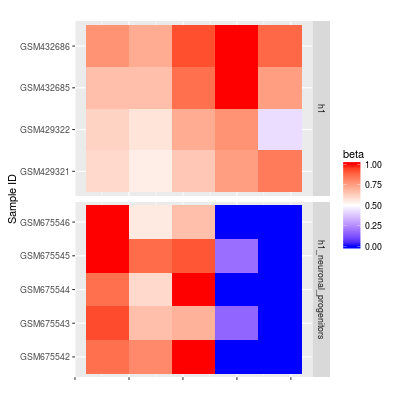 GSM432686
GSM432685
GSM429322
GSM429321
h1
GSM675546
GSM675545
GSM675544
GSM675543
GSM675542
h1_neuronal_progenitors
Sample ID
beta
1.00
0.75
0.50
0.25
0.00